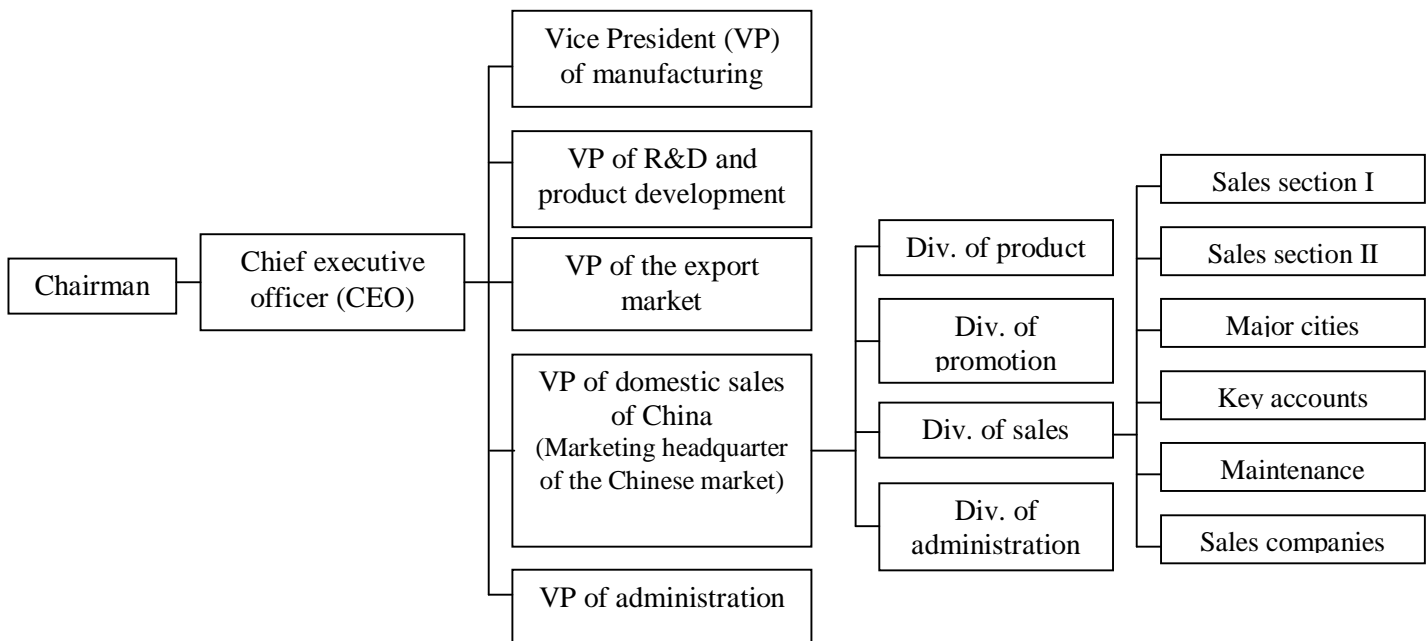 Chairman
Chief executive
officer (CEO)
Vice President (VP)
of manufacturing
VP of R&D and
product development
VP of the export
market
VP of domestic sales
of China
(Marketing headquarter
of the Chinese market)
VP of administration
Div. of product
Div. of
promotion
Div. of sales
Div. of
administration
Sales section I
Sales section II
Major cities
Key accounts
Maintenance
Sales companies